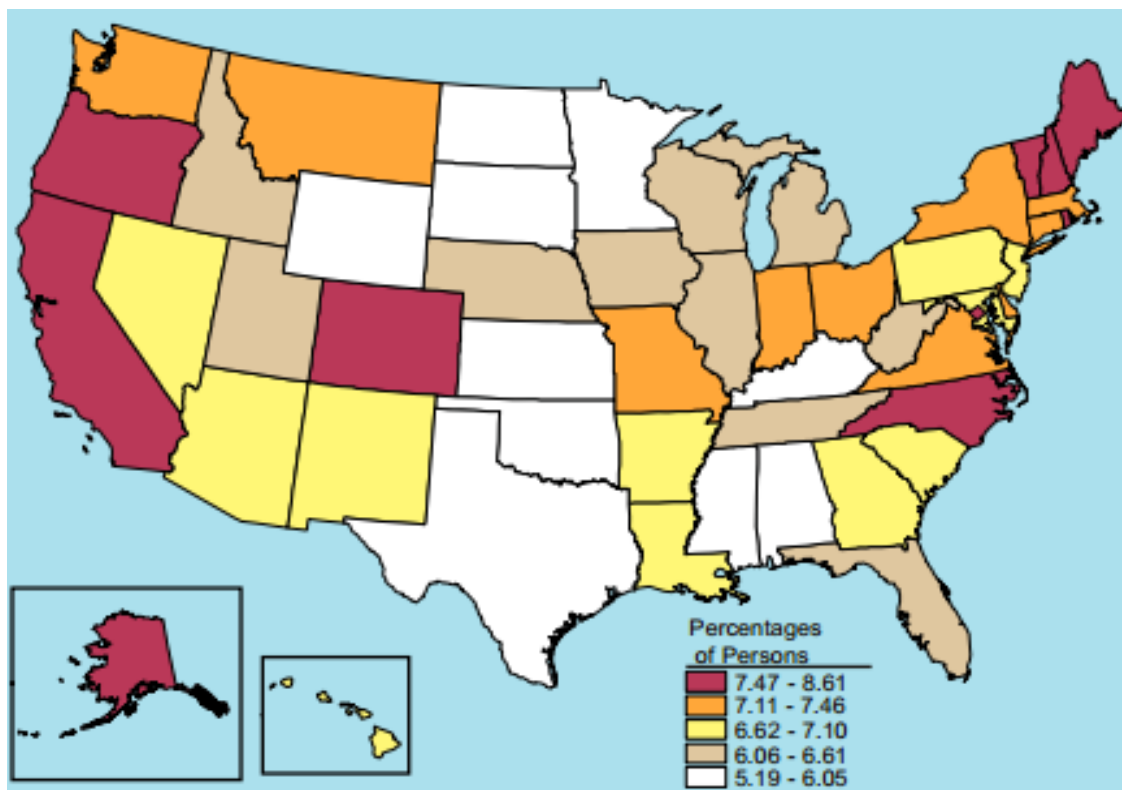 Percentages
of Persons
7.47 - 8.61
7.11 - 7.46
6.62 - 7.10
6.06 - 6.61
5.19 - 6.05